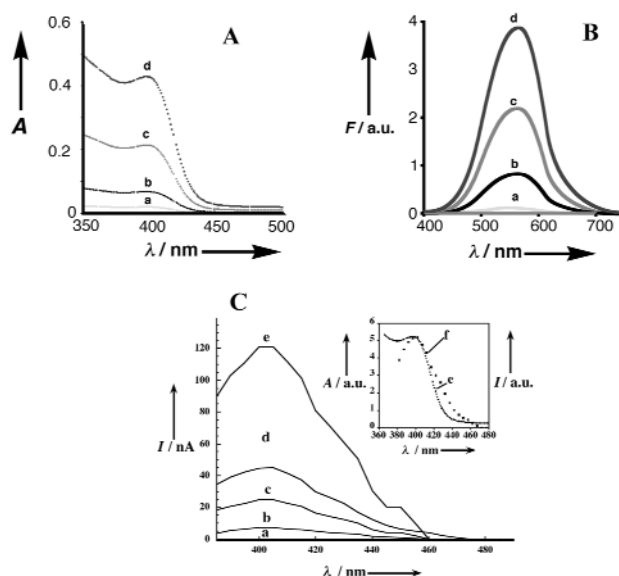 A
0.6
0.4
0.2
0
A
d
c
b
a
350
400
450
500
λ / nm
B
4
3
2
1
0
F / a.u.
d
c
b
a
400
500
600
700
λ / nm
C
120
100
80
60
40
20
0
I / nA
e
d
c
b
a
400
420
440
460
480
λ / nm
6
5
4
3
2
1
0
A / a.u.
I / a.u.
f
e
360
380
400
420
440
460
480
λ / nm